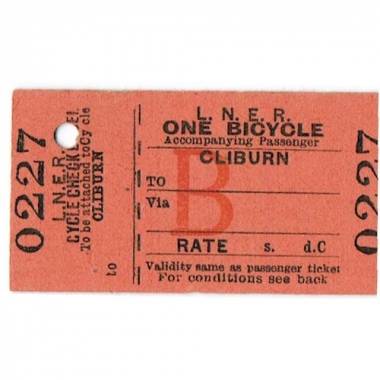 0227
L.N.E.R.
CYCLE CHECK
To be attached to Cycle
CLIBURN
to
L. N. E. R.
ONE BICYCLE
Accompanying Passenger
CLIBURN
B
TO
Via
RATE s. d.C
Validity same as passenger ticket
For conditions see back
0227